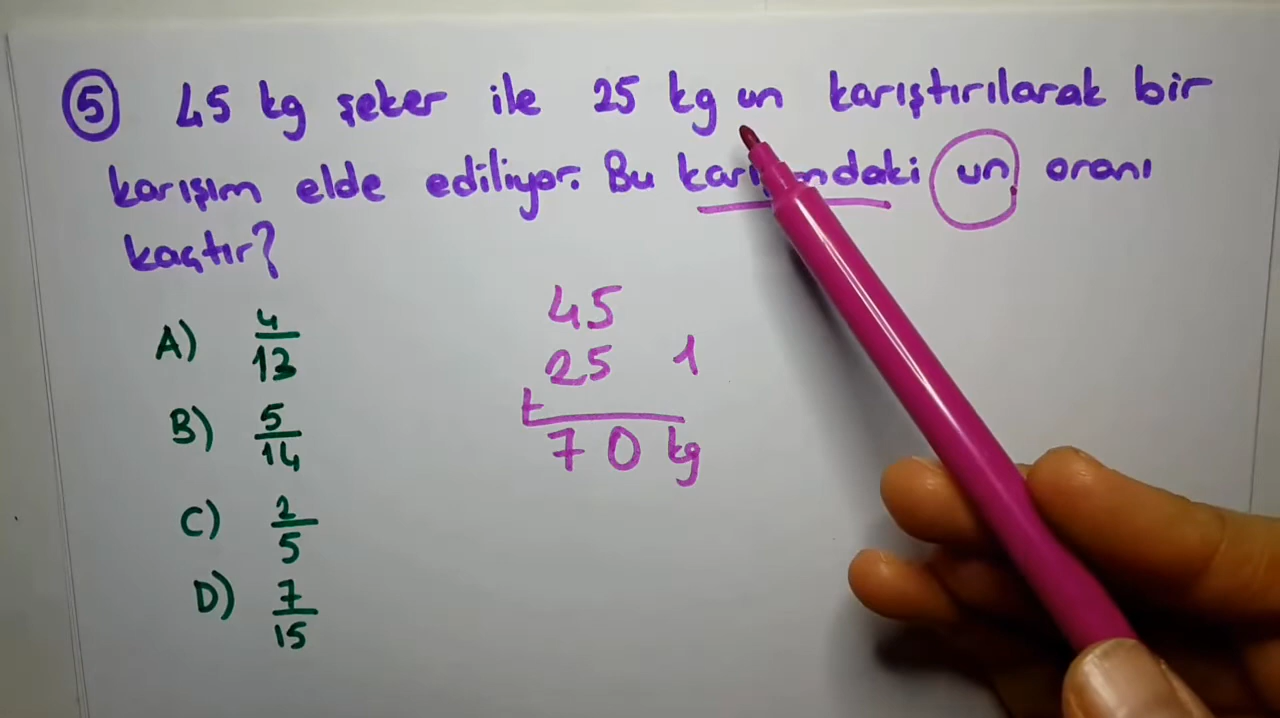 5 45 kg şeker ile 25 kg un karıştırılarak bir
karışım elde ediliyor. Bu un oranı
kaçtır?
A) 4/13
B) 5/14
C) 2/5
D) 7/15
45
25 1
+
70 kg